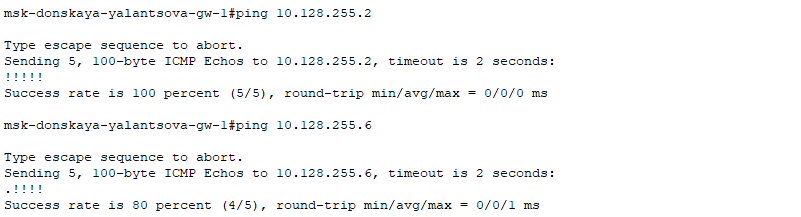 msk-donskaya-yalantsova-gw-1#ping 10.128.255.2
Type escape sequence to abort.
Sending 5, 100-byte ICMP Echos to 10.128.255.2, timeout is 2 seconds:
!!!!!
Success rate is 100 percent (5/5), round-trip min/avg/max = 0/0/0 ms
msk-donskaya-yalantsova-gw-1#ping 10.128.255.6
Type escape sequence to abort.
Sending 5, 100-byte ICMP Echos to 10.128.255.6, timeout is 2 seconds:
.!!!!
Success rate is 80 percent (4/5), round-trip min/avg/max = 0/0/1 ms